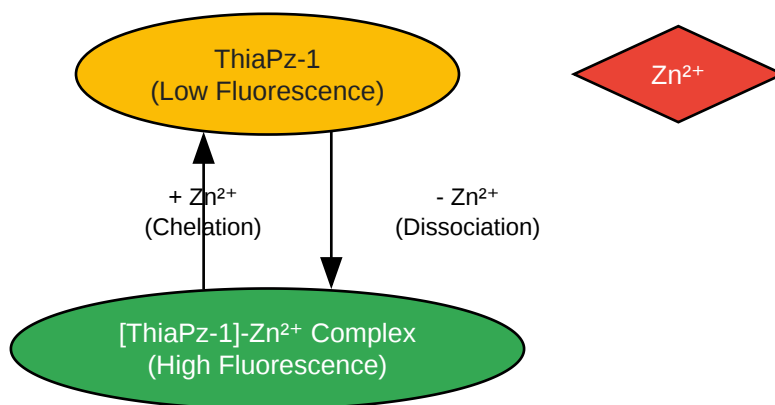 ThiaPz-1
(Low Fluorescence)
Zn²⁺
+ Zn²⁺
(Chelation)
- Zn²⁺
(Dissociation)
[ThiaPz-1]-Zn²⁺ Complex
(High Fluorescence)